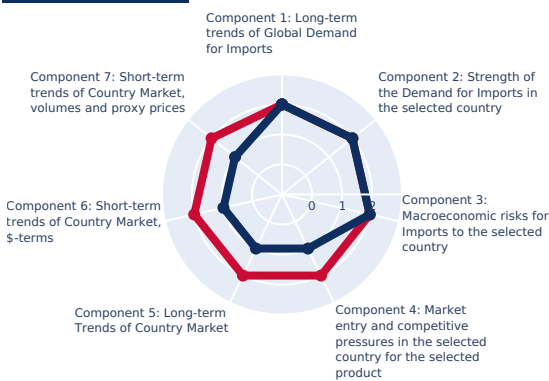 Component 1: Long-term
trends of Global Demand
for Imports
Component 7: Short-term
trends of Country Market,
volumes and proxy prices
Component 2: Strength of
the Demand for Imports in
the selected country
0 1 2
Component 6: Short-term
trends of Country Market,
$-terms
Component 3:
Macroeconomic risks for
Imports to the selected
country
Component 5: Long-term
Trends of Country Market
Component 4: Market
entry and competitive
pressures in the selected
country for the selected
product